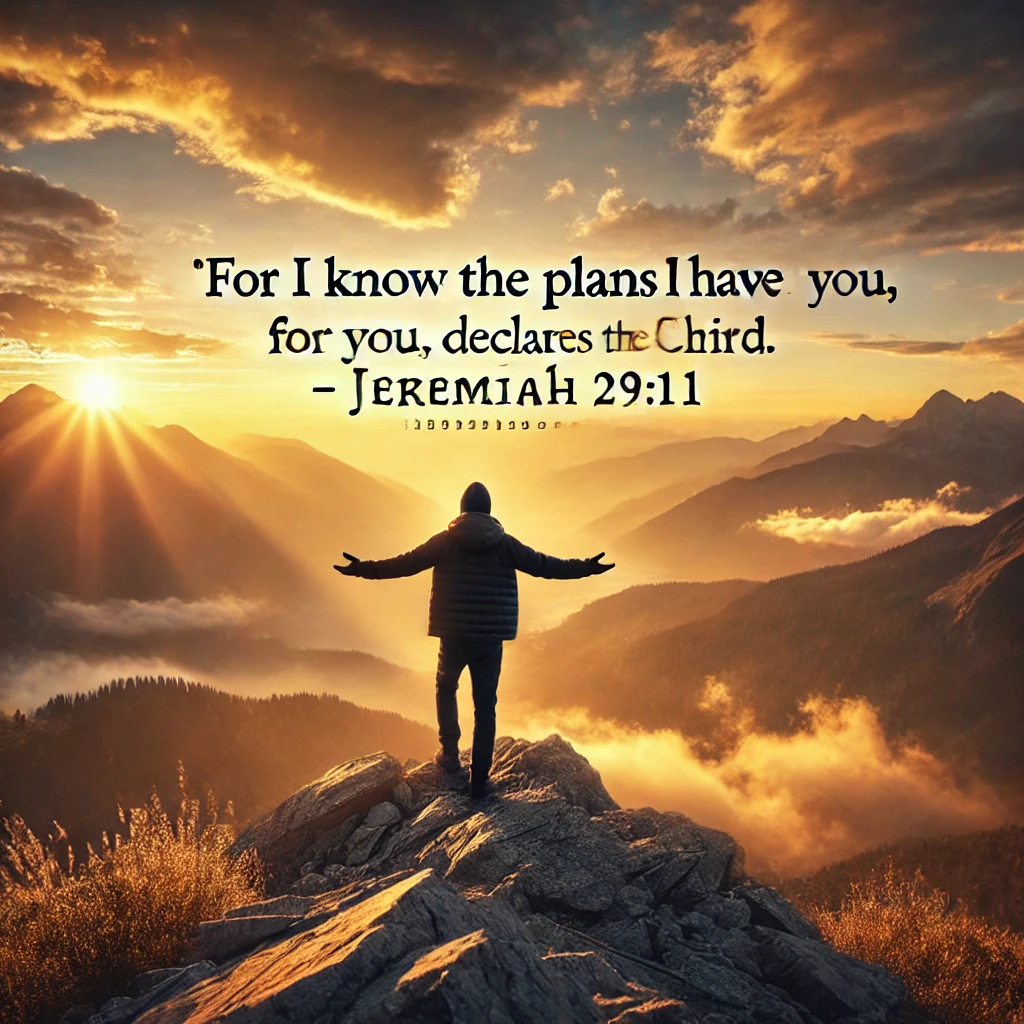 "For I know the plans I have you,
for you, declares the Chird.
– JEREMIAH 29:11